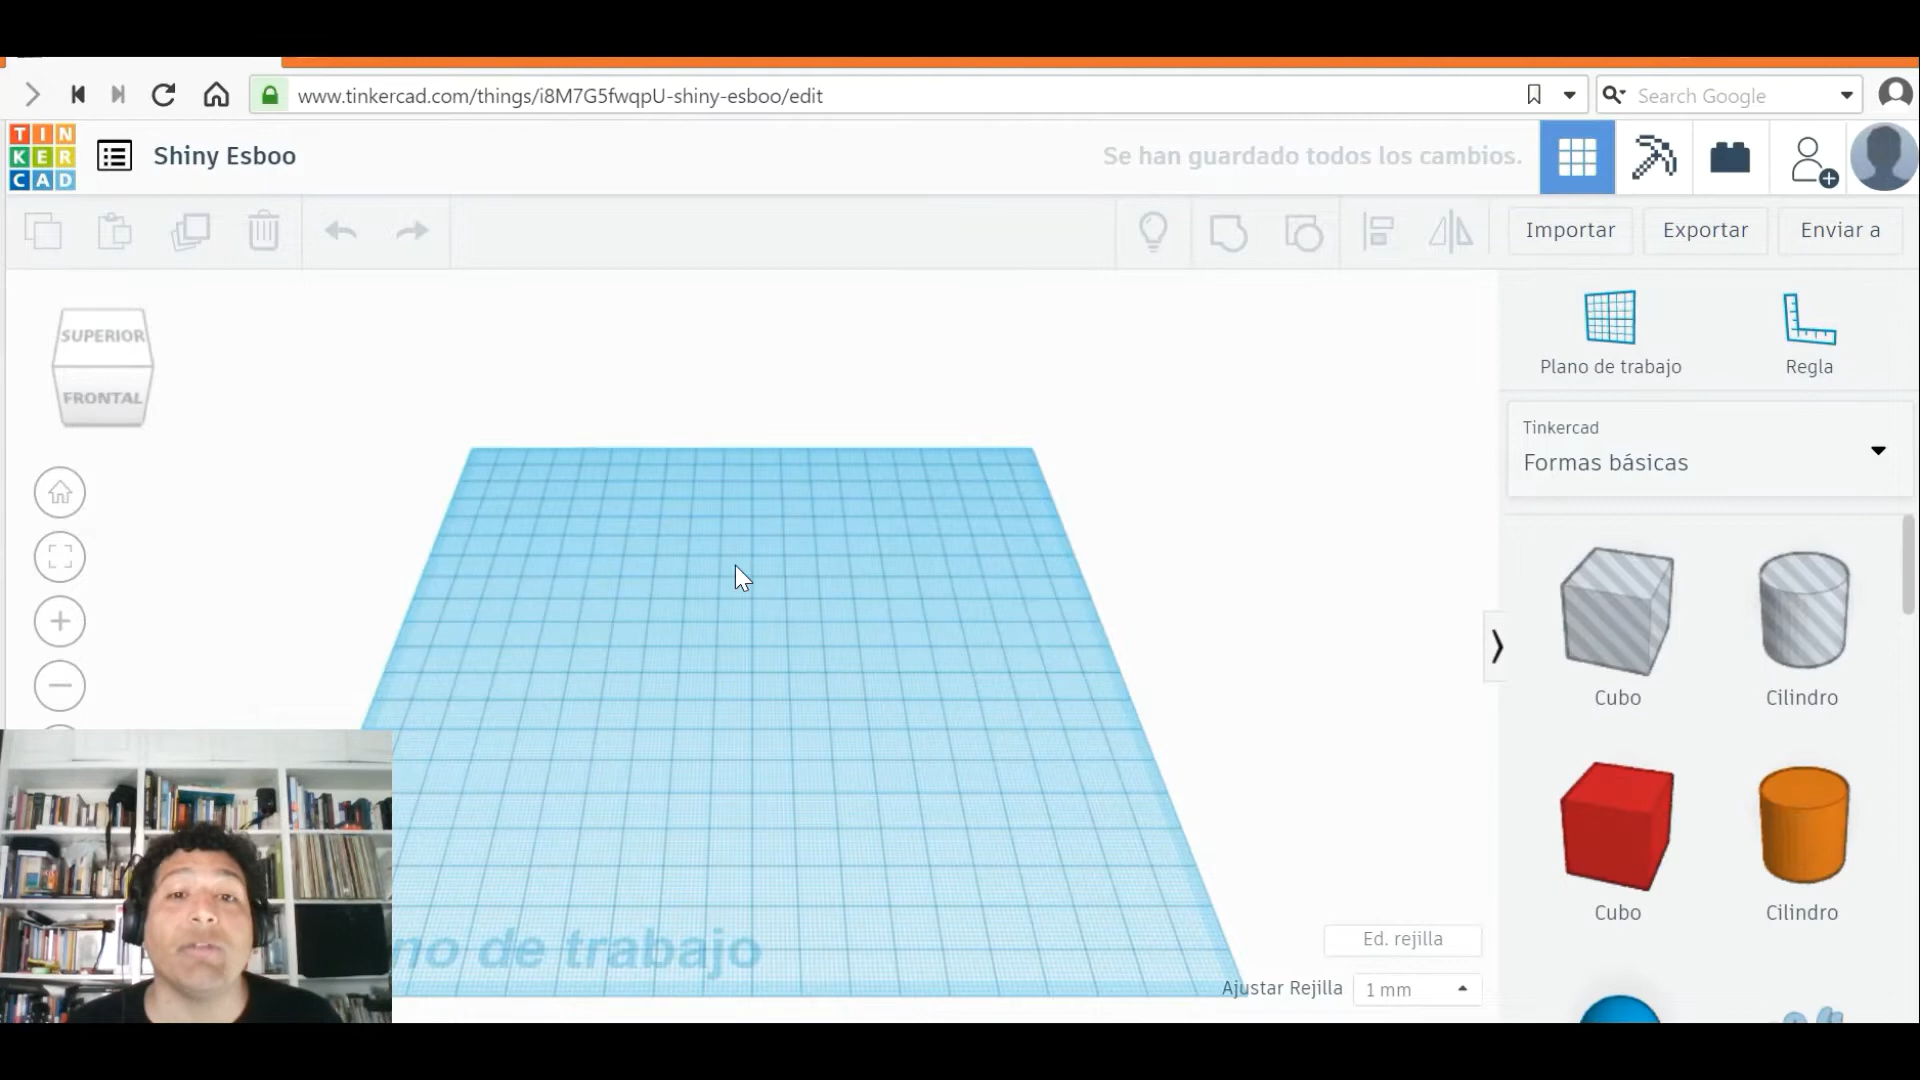 www.tinkercad.com/things/i8M7G5fwqpU-shiny-esboo/edit
Search Google
TIN
KER
CAD
Shiny Esboo
Se han guardado todos los cambios.
Importar
Exportar
Enviar a
SUPERIOR
FRONTAL
Plano de trabajo
Regla
Tinkercad
Formas básicas
Cubo
Cilindro
Cubo
Cilindro
no de trabajo
Ed. rejilla
Ajustar Rejilla
1 mm